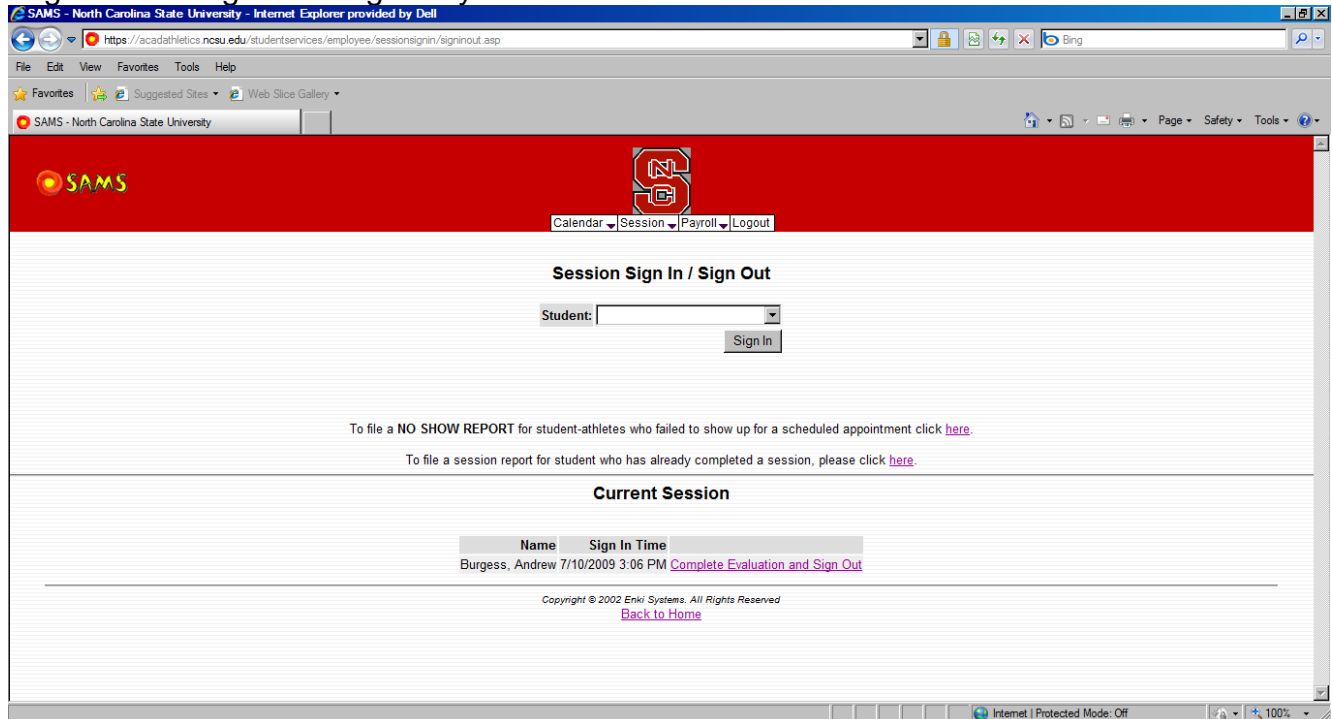 SAMS - North Carolina State University - Internet Explorer provided by Dell
https://acadathletics.ncsu.edu/studentservices/employee/sessionsignin/signinout.asp
Bing
File Edit View Favorites Tools Help
Favorites Suggested Sites Web Slice Gallery
SAMS - North Carolina State University Page Safety Tools
SAMS
NCS
Calendar Session Payroll Logout
Session Sign In / Sign Out
Student:
Sign In
To file a NO SHOW REPORT for student-athletes who failed to show up for a scheduled appointment click here.
To file a session report for student who has already completed a session, please click here.
Current Session
Name Sign In Time
Burgess, Andrew 7/10/2009 3:06 PM Complete Evaluation and Sign Out
Copyright © 2002 Enki Systems. All Rights Reserved
Back to Home
Internet | Protected Mode: Off 100%